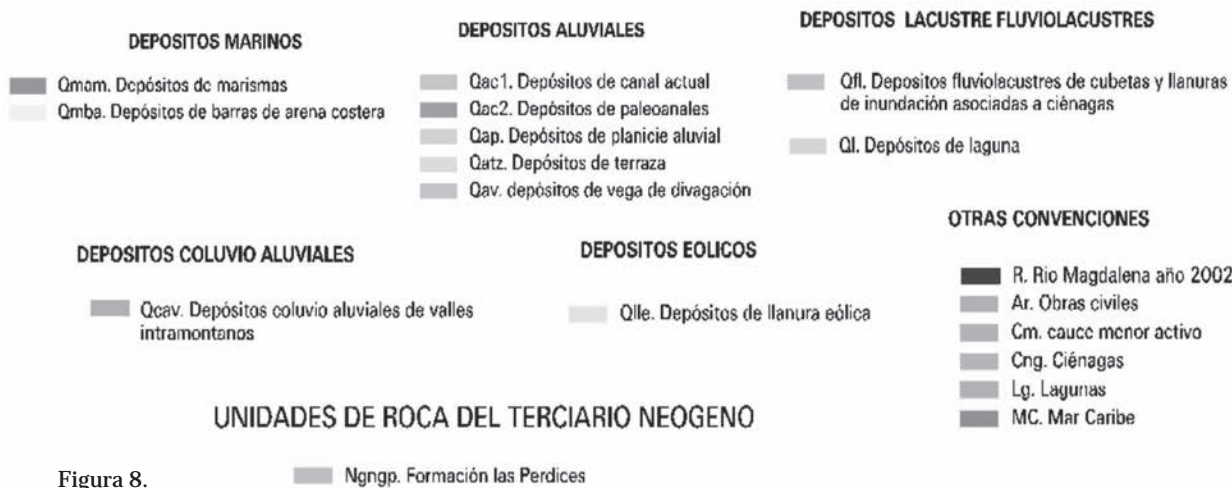 DEPOSITOS MARINOS
Qmam. Depósitos de marismas
Qmba. Depósitos de barras de arena costera
DEPOSITOS ALUVIALES
Qac1. Depósitos de canal actual
Qac2. Depósitos de paleoanales
Qap. Depósitos de planicie aluvial
Qatz. Depósitos de terraza
Qav. depósitos de vega de divagación
DEPOSITOS LACUSTRE FLUVIOLACUSTRES
Qfl. Depositos fluviolacustres de cubetas y llanuras
de inundación asociadas a ciénagas
Ql. Depósitos de laguna
DEPOSITOS COLUVIO ALUVIALES
Qcav. Depósitos coluvio aluviales de valles
intramontanos
DEPOSITOS EOLICOS
Qlle. Depósitos de llanura eólica
OTRAS CONVENCIONES
R. Rio Magdalena año 2002
Ar. Obras civiles
Cm. cauce menor activo
Cng. Ciénagas
Lg. Lagunas
MC. Mar Caribe
UNIDADES DE ROCA DEL TERCIARIO NEOGENO
Ngngp. Formación las Perdices
Figura 8.